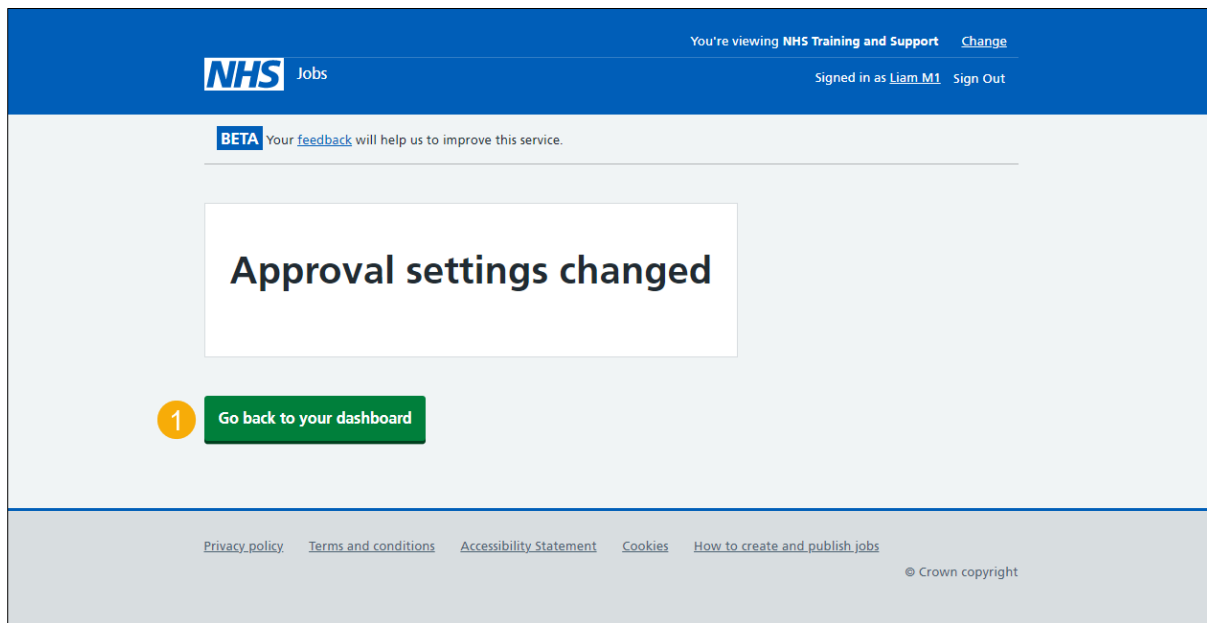 You're viewing NHS Training and Support Change
NHS Jobs
Signed in as Liam M1 Sign Out
BETA Your feedback will help us to improve this service.
Approval settings changed
1 Go back to your dashboard
Privacy policy Terms and conditions Accessibility Statement Cookies How to create and publish jobs
© Crown copyright